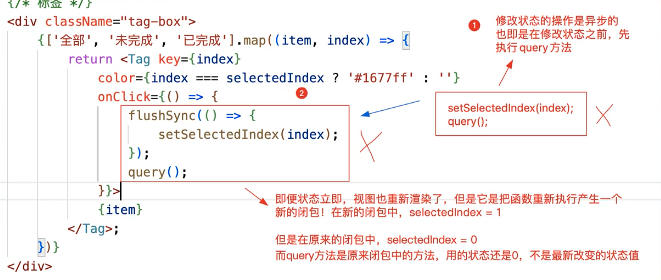 {/* 标签 */}
<div className="tag-box">
{['全部', '未完成', '已完成'].map((item, index) => {
return <Tag key={index}
color={index === selectedIndex ? '#1677ff' : ''}
onClick={() => {
flushSync(() => {
setSelectedIndex(index);
});
query();
}}>
{item}
</Tag>;
})}
</div>
1
修改状态的操作是异步的
也即是在修改状态之前，先
执行query方法
2
setSelectedIndex(index);
query();
即便状态立即，视图也重新渲染了，但是它是把函数重新执行产生一个
新的闭包！在新的闭包中，selectedIndex = 1
但是在原来的闭包中，selectedIndex = 0
而query方法是原来闭包中的方法，用的状态还是0，不是最新改变的状态值